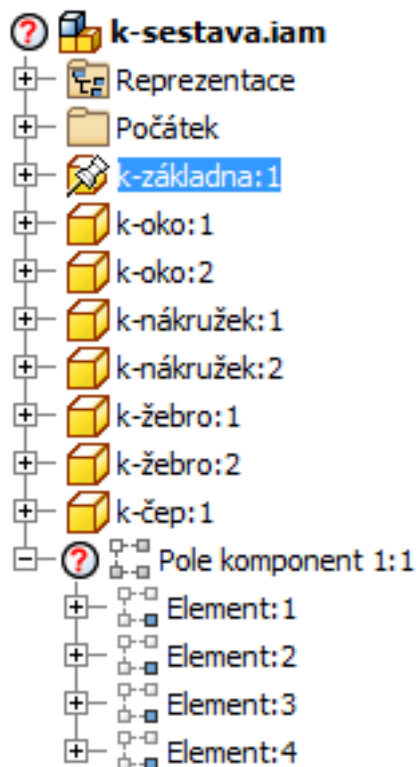 k-sestava.iam
Reprezentace
Počátek
k-základna:1
k-oko:1
k-oko:2
k-nákružek:1
k-nákružek:2
k-žebro:1
k-žebro:2
k-čep:1
Pole komponent 1:1
Element:1
Element:2
Element:3
Element:4